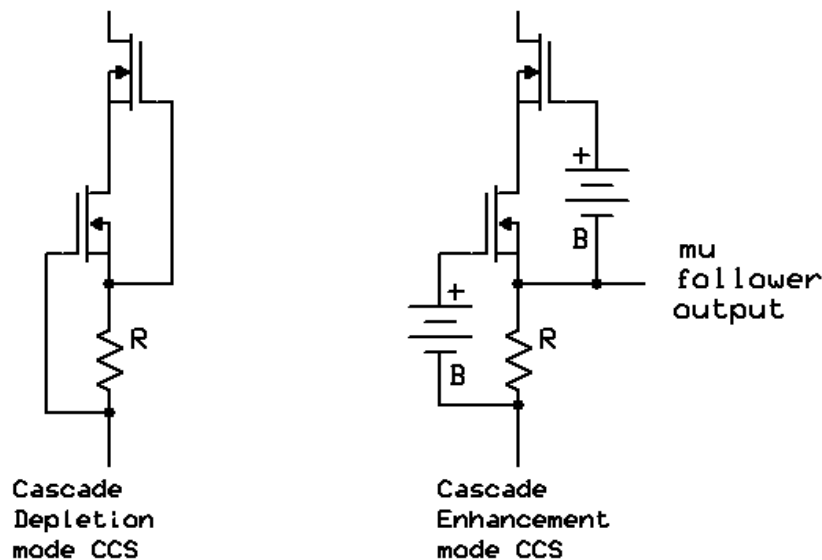 +
B
mu
follower
output
+
R
R
B
Cascade
Depletion
mode CCS
Cascade
Enhancement
mode CCS